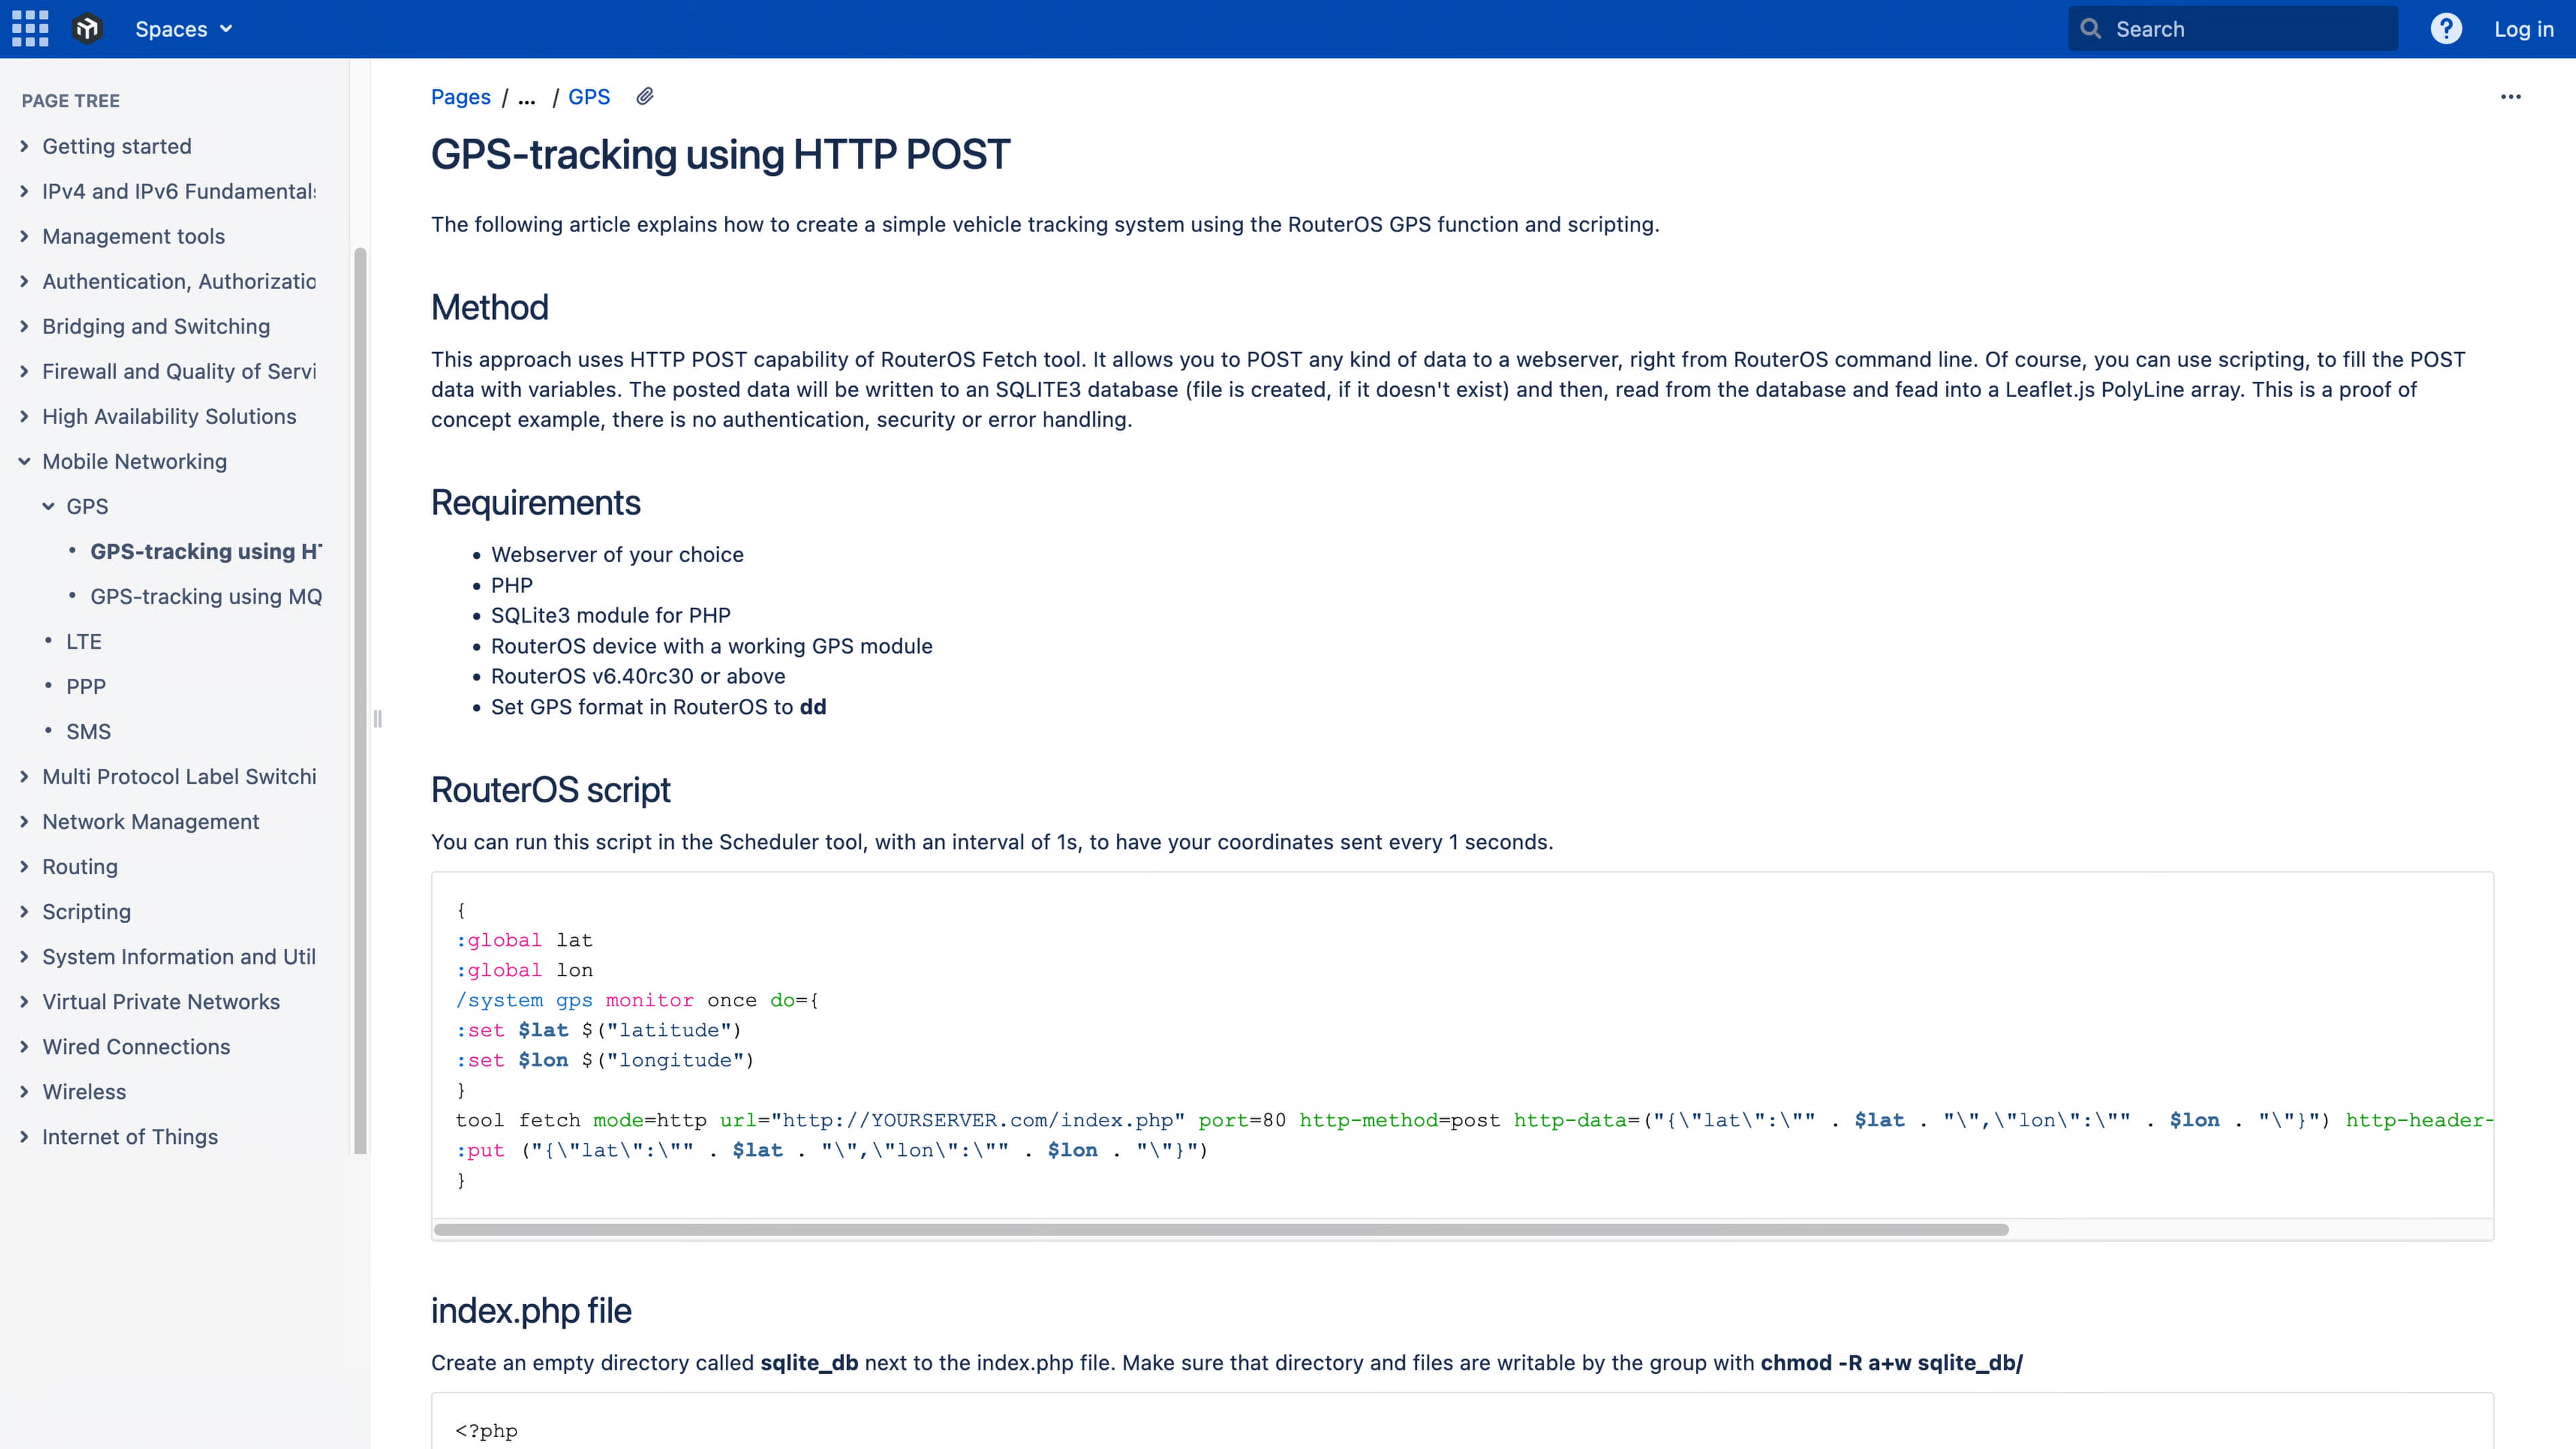 Spaces
Search
Log in
PAGE TREE
Getting started
IPv4 and IPv6 Fundamentals
Management tools
Authentication, Authorizatio
Bridging and Switching
Firewall and Quality of Servi
High Availability Solutions
Mobile Networking
GPS
GPS-tracking using HT
GPS-tracking using MQ
LTE
PPP
SMS
Multi Protocol Label Switchi
Network Management
Routing
Scripting
System Information and Util
Virtual Private Networks
Wired Connections
Wireless
Internet of Things
Pages / ... / GPS
GPS-tracking using HTTP POST
The following article explains how to create a simple vehicle tracking system using the RouterOS GPS function and scripting.
Method
This approach uses HTTP POST capability of RouterOS Fetch tool. It allows you to POST any kind of data to a webserver, right from RouterOS command line. Of course, you can use scripting, to fill the POST
data with variables. The posted data will be written to an SQLITE3 database (file is created, if it doesn't exist) and then, read from the database and fead into a Leaflet.js PolyLine array. This is a proof of
concept example, there is no authentication, security or error handling.
Requirements
• Webserver of your choice
• PHP
• SQLite3 module for PHP
• RouterOS device with a working GPS module
• RouterOS v6.40rc30 or above
• Set GPS format in RouterOS to dd
RouterOS script
You can run this script in the Scheduler tool, with an interval of 1s, to have your coordinates sent every 1 seconds.
{
:global lat
:global lon
/system gps monitor once do={
:set $lat $("latitude")
:set $lon $("longitude")
}
tool fetch mode=http url="http://YOURSERVER.com/index.php" port=80 http-method=post http-data=("{\"lat\":\"" . $lat . "\",\"lon\":\"" . $lon . "\"}") http-header-
:put ("{\"lat\":\"" . $lat . "\",\"lon\":\"" . $lon . "\"}")
}
index.php file
Create an empty directory called sqlite_db next to the index.php file. Make sure that directory and files are writable by the group with chmod -R a+w sqlite_db/
<?php